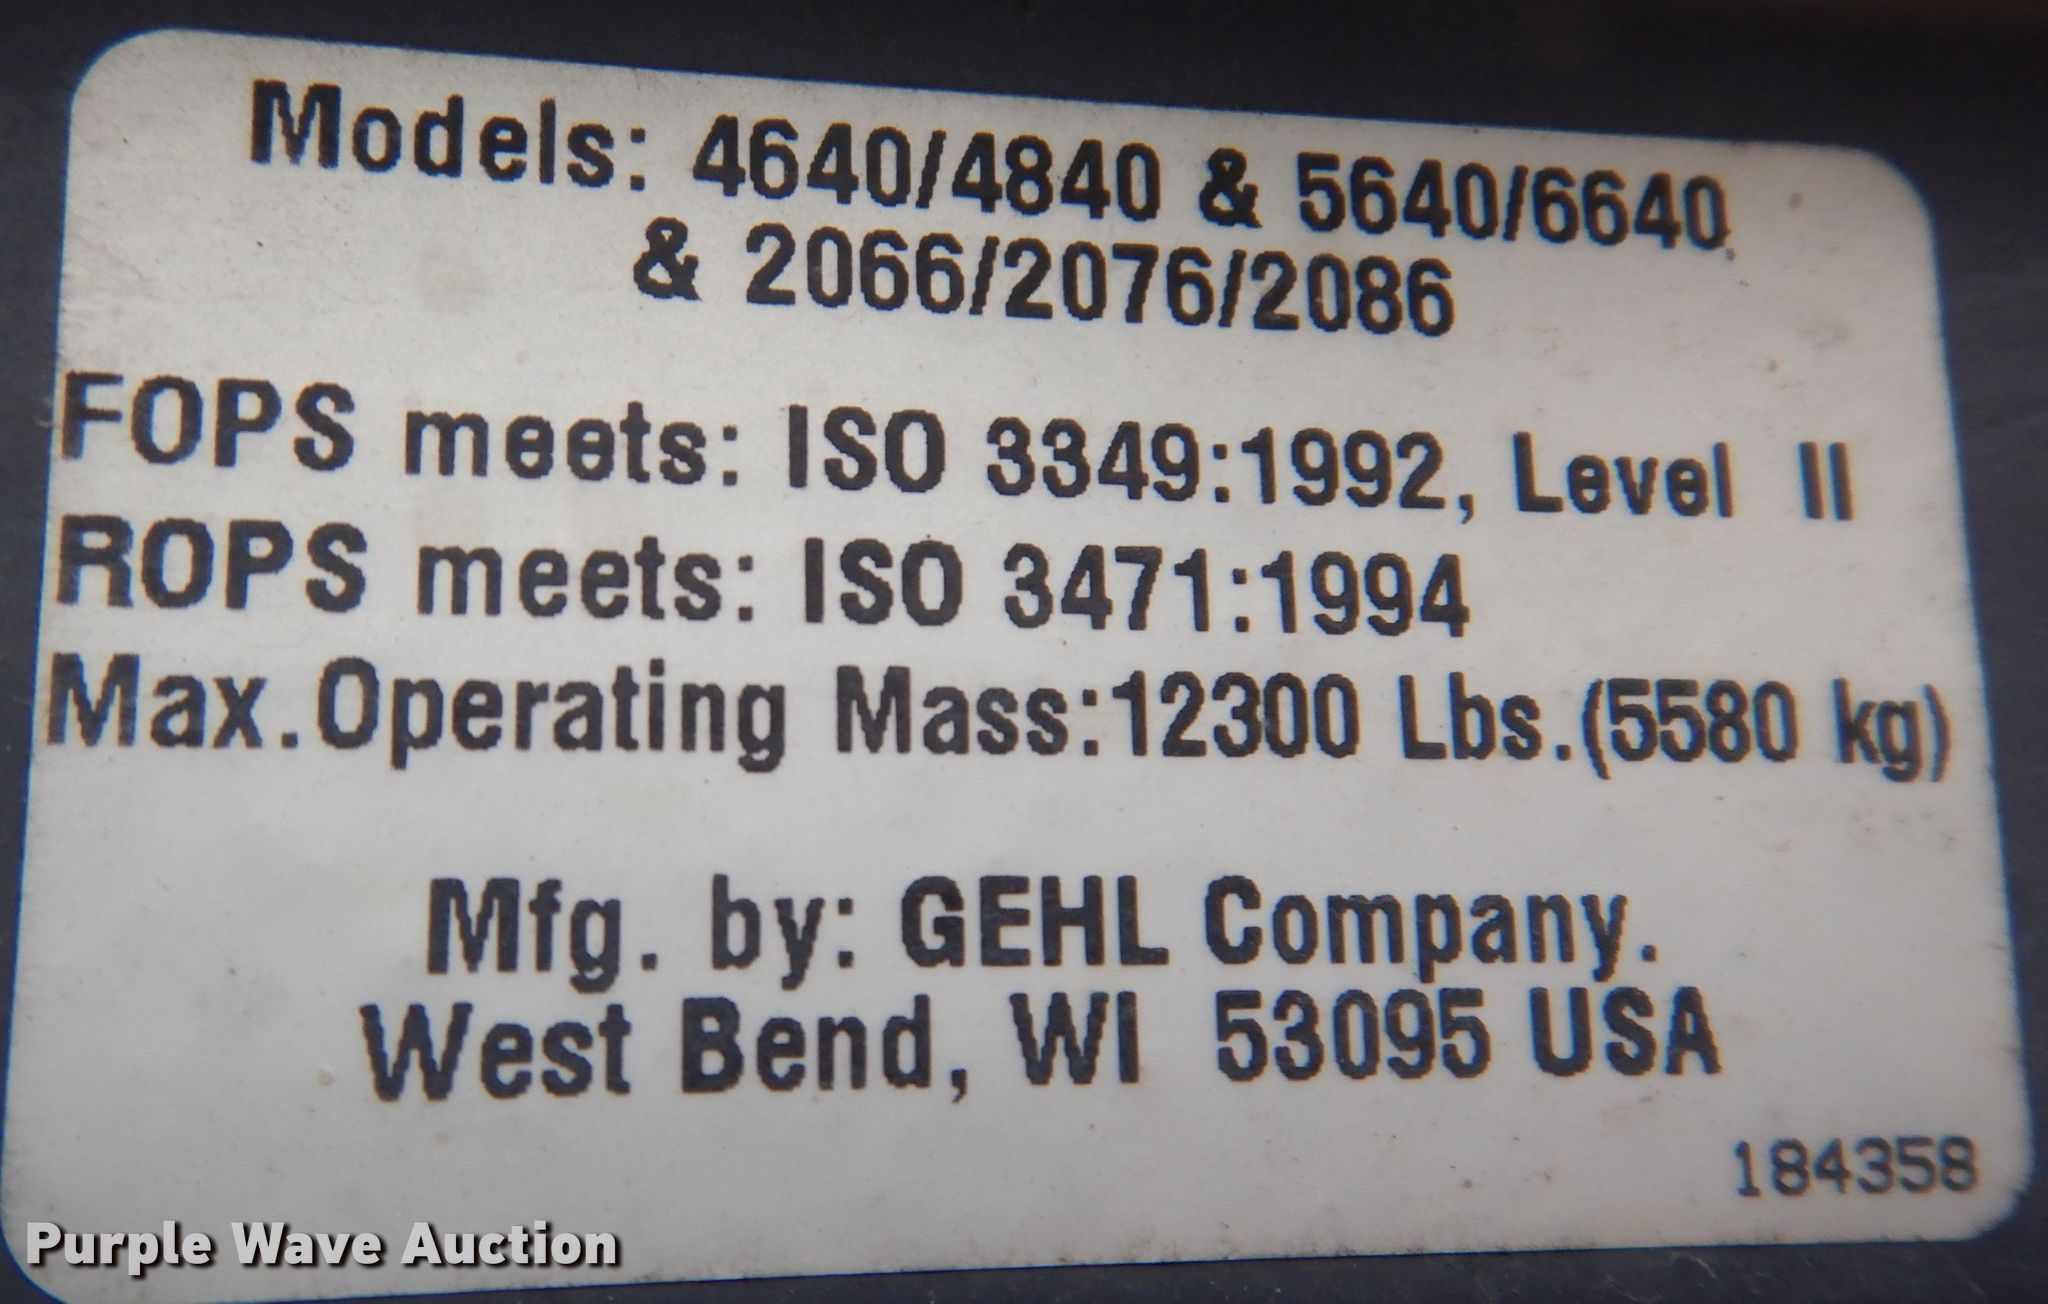 Models: 4640/4840 & 5640/6640
& 2066/2076/2086
FOPS meets: ISO 3349:1992, Level II
ROPS meets: ISO 3471:1994
Max.Operating Mass:12300 Lbs.(5580 kg)
Mfg. by: GEHL Company.
West Bend, WI 53095 USA
184358
Purple Wave Auction